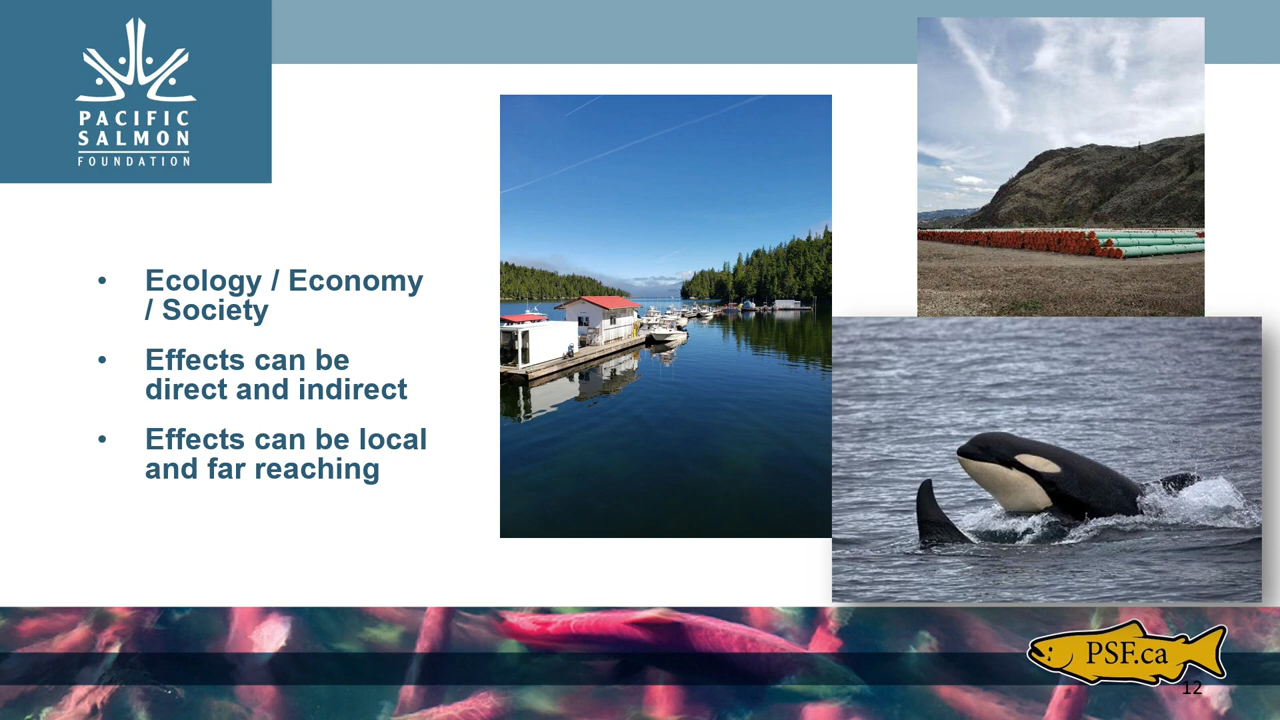 PACIFIC
SALMON
FOUNDATION
• Ecology / Economy
/ Society
• Effects can be
direct and indirect
• Effects can be local
and far reaching
PSF.ca
12